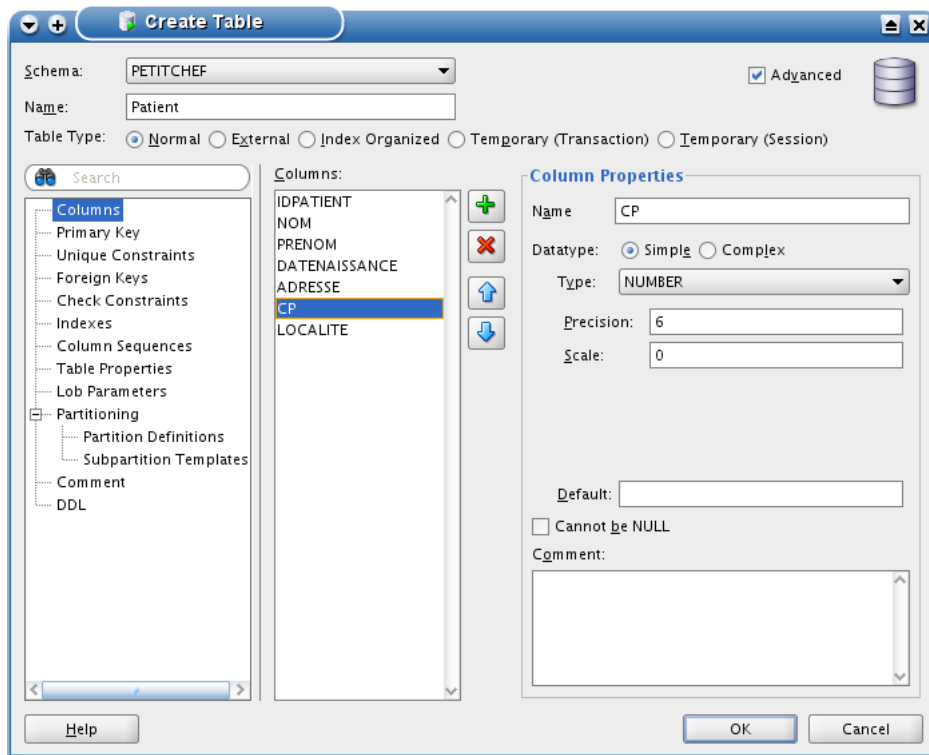 Create Table
Schema: PETITCHEF Advanced
Name: Patient
Table Type: Normal External Index Organized Temporary (Transaction) Temporary (Session)
Search
Columns
Primary Key
Unique Constraints
Foreign Keys
Check Constraints
Indexes
Column Sequences
Table Properties
Lob Parameters
Partitioning
Partition Definitions
Subpartition Templates
Comment
DDL
Columns:
IDPATIENT
NOM
PRENOM
DATENAISSANCE
ADRESSE
CP
LOCALITE
Column Properties
Name CP
Datatype: Simple Complex
Type: NUMBER
Precision: 6
Scale: 0
Default:
Cannot be NULL
Comment:
Help OK Cancel